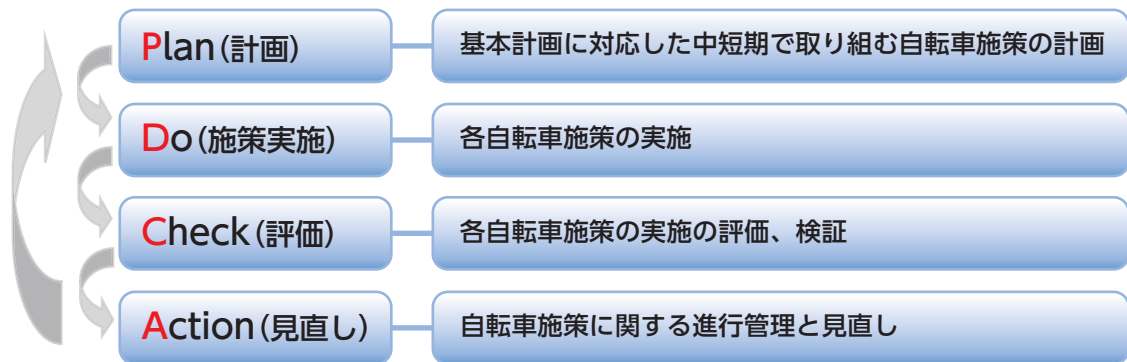 Plan(計画)
基本計画に対応した中短期で取り組む自転車施策の計画
Do(施策実施)
各自転車施策の実施
Check(評価)
各自転車施策の実施の評価、検証
Action(見直し)
自転車施策に関する進行管理と見直し